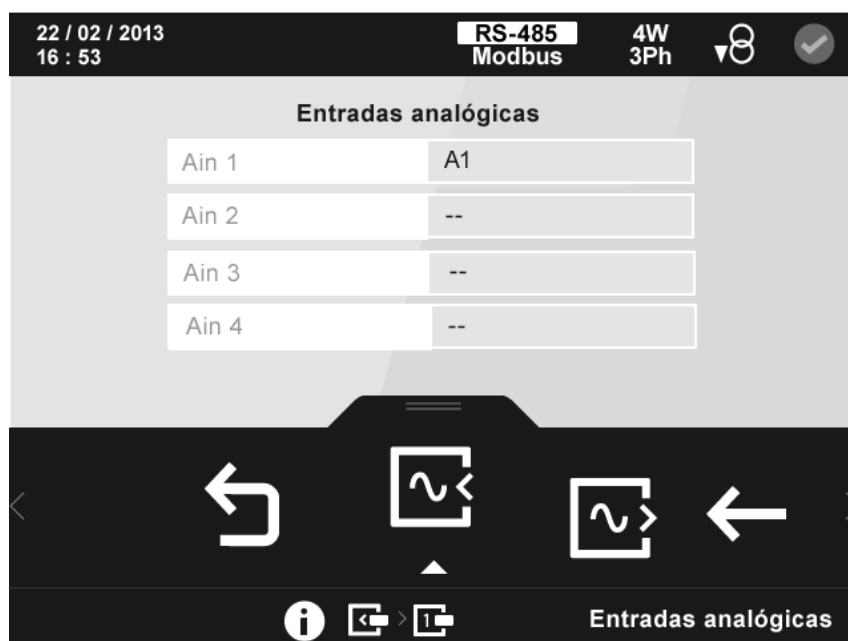 22 / 02 / 2013
16 : 53
RS-485
Modbus
4W
3Ph
Entradas analógicas
Ain 1 A1
Ain 2 --
Ain 3 --
Ain 4 --
1
Entradas analógicas